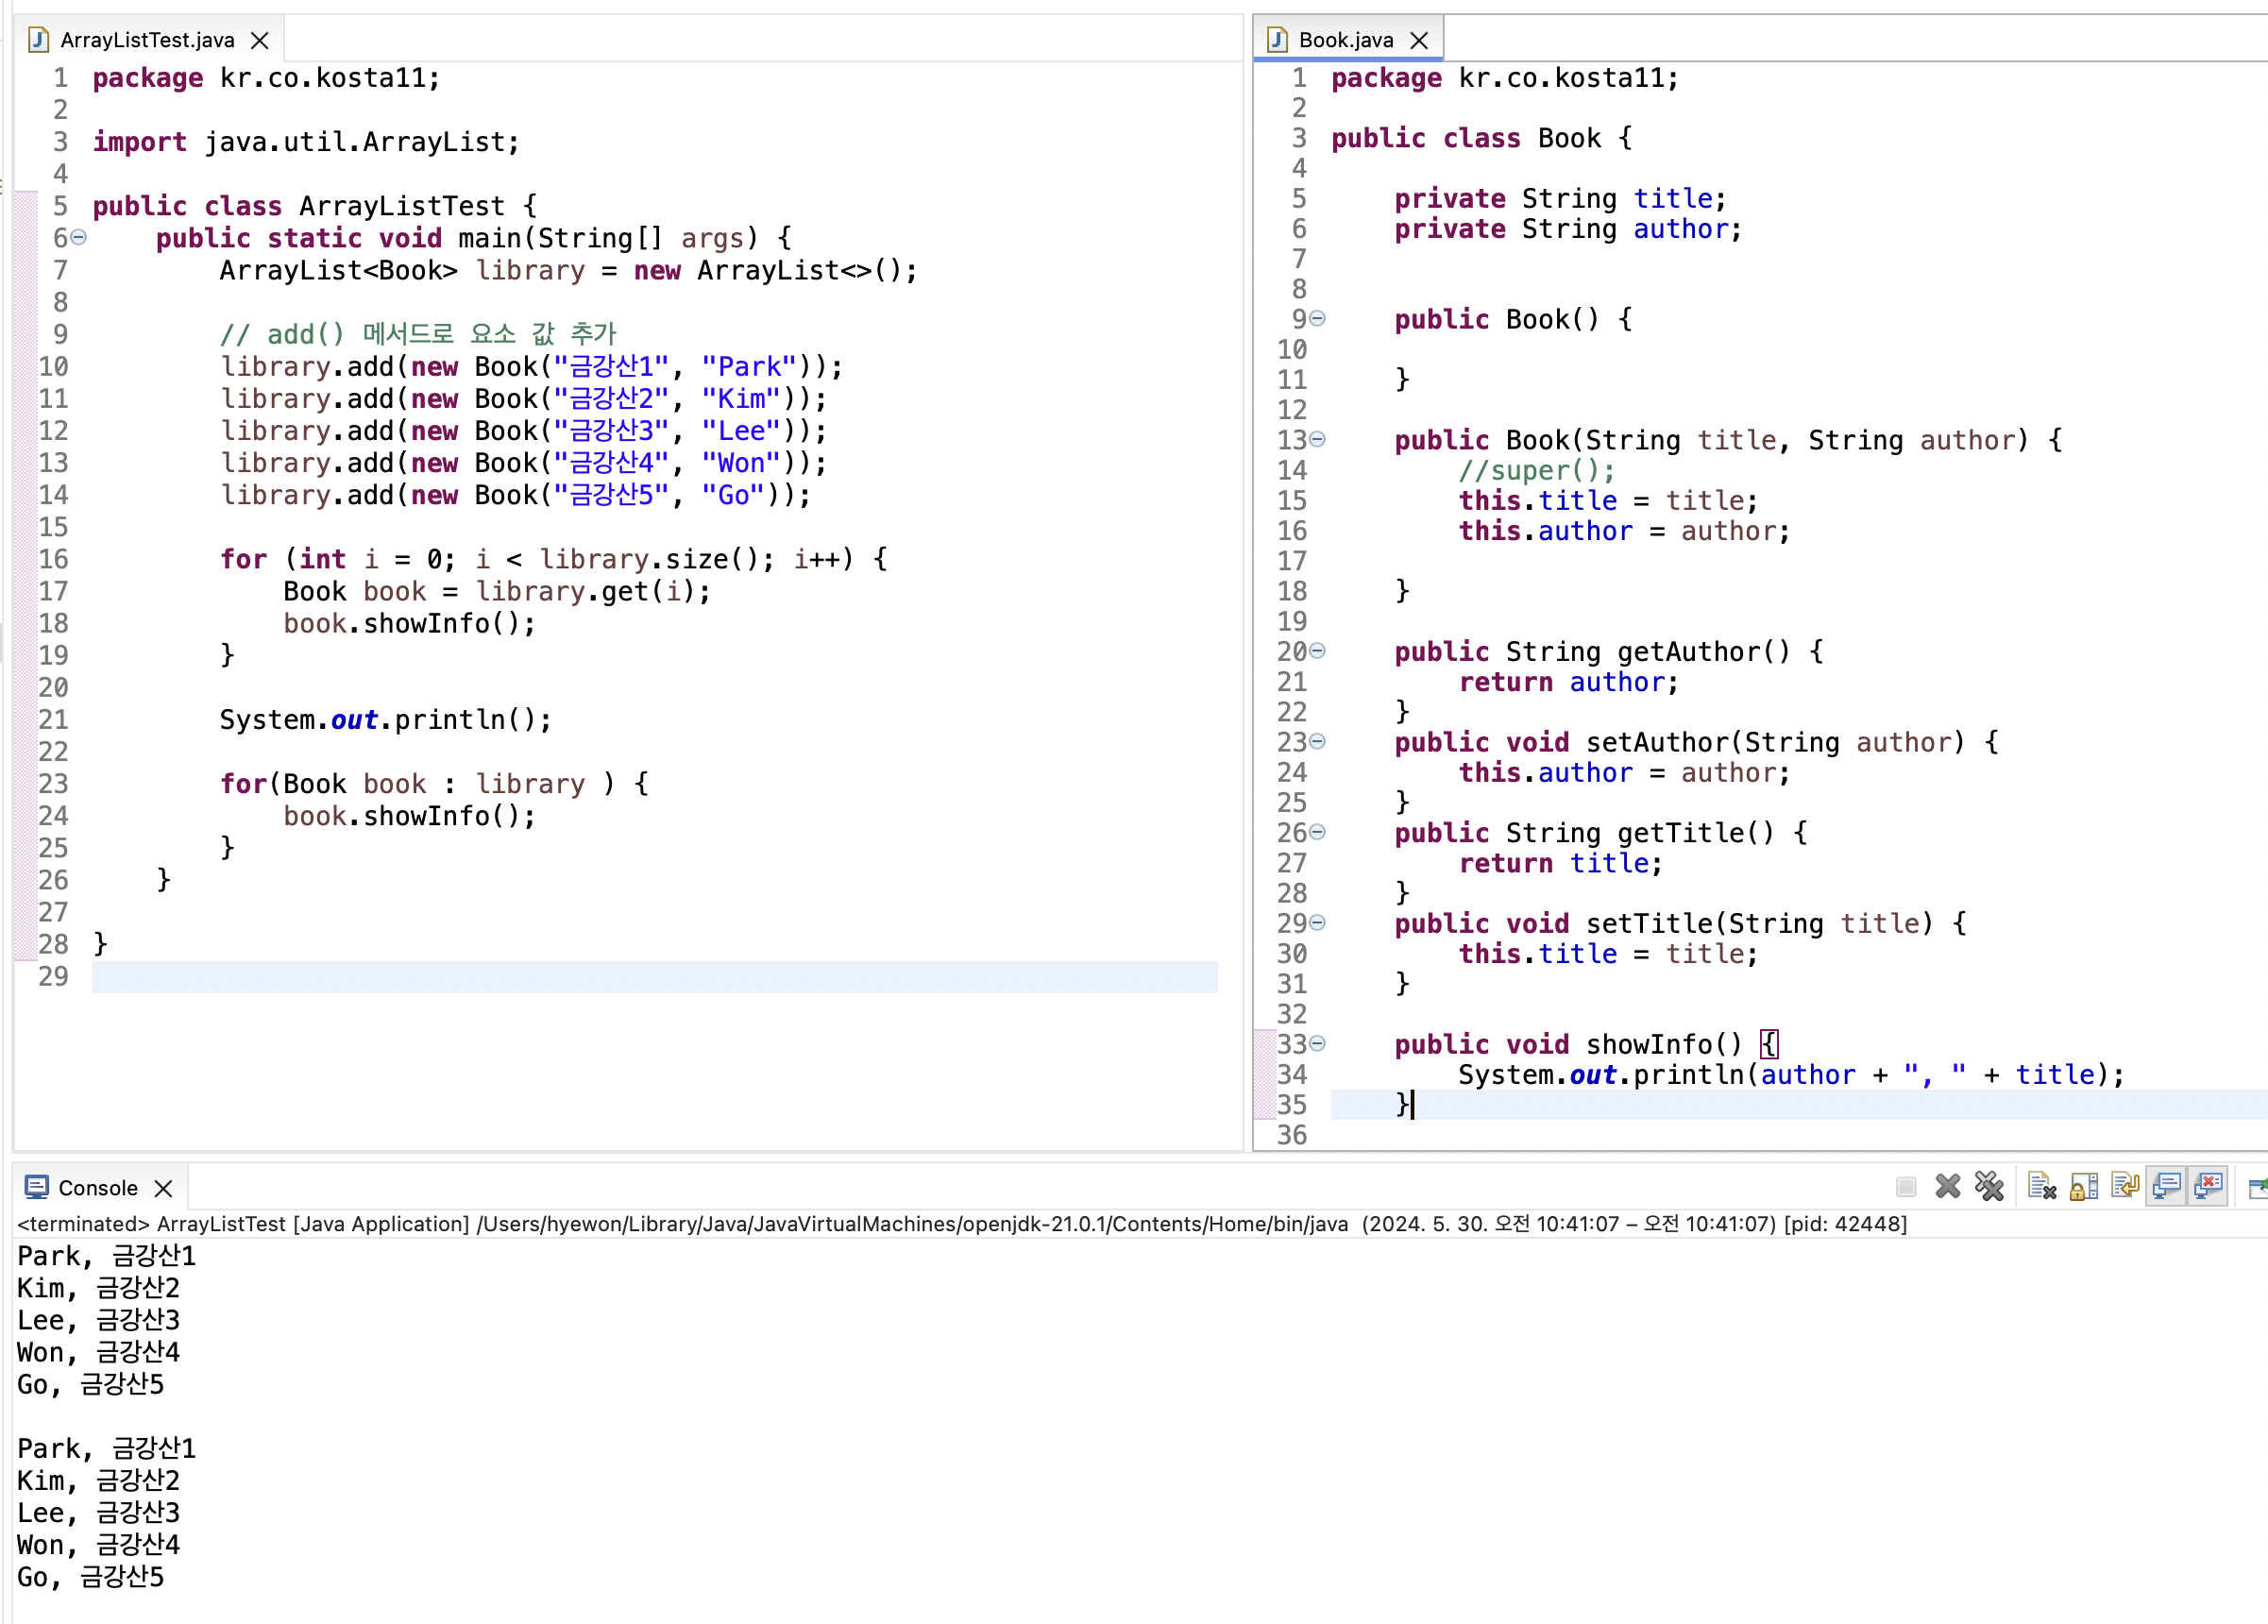 ArrayListTest.java
1 package kr.co.kosta11;
2
3 import java.util.ArrayList;
4
5 public class ArrayListTest {
6     public static void main(String[] args) {
7         ArrayList<Book> library = new ArrayList<>();
8
9         // add() 메서드로 요소 값 추가
10         library.add(new Book("금강산1", "Park"));
11         library.add(new Book("금강산2", "Kim"));
12         library.add(new Book("금강산3", "Lee"));
13         library.add(new Book("금강산4", "Won"));
14         library.add(new Book("금강산5", "Go"));
15
16         for (int i = 0; i < library.size(); i++) {
17             Book book = library.get(i);
18             book.showInfo();
19         }
20
21         System.out.println();
22
23         for(Book book : library ) {
24             book.showInfo();
25         }
26     }
27
28 }
29
Book.java
1 package kr.co.kosta11;
2
3 public class Book {
4
5     private String title;
6     private String author;
7
8
9     public Book() {
10
11     }
12
13     public Book(String title, String author) {
14         //super();
15         this.title = title;
16         this.author = author;
17
18     }
19
20     public String getAuthor() {
21         return author;
22     }
23     public void setAuthor(String author) {
24         this.author = author;
25     }
26     public String getTitle() {
27         return title;
28     }
29     public void setTitle(String title) {
30         this.title = title;
31     }
32
33     public void showInfo() {
34         System.out.println(author + ", " + title);
35     }
36
Console
<terminated> ArrayListTest [Java Application] /Users/hyewon/Library/Java/JavaVirtualMachines/openjdk-21.0.1/Contents/Home/bin/java (2024. 5. 30. 오전 10:41:07 – 오전 10:41:07) [pid: 42448]
Park, 금강산1
Kim, 금강산2
Lee, 금강산3
Won, 금강산4
Go, 금강산5

Park, 금강산1
Kim, 금강산2
Lee, 금강산3
Won, 금강산4
Go, 금강산5